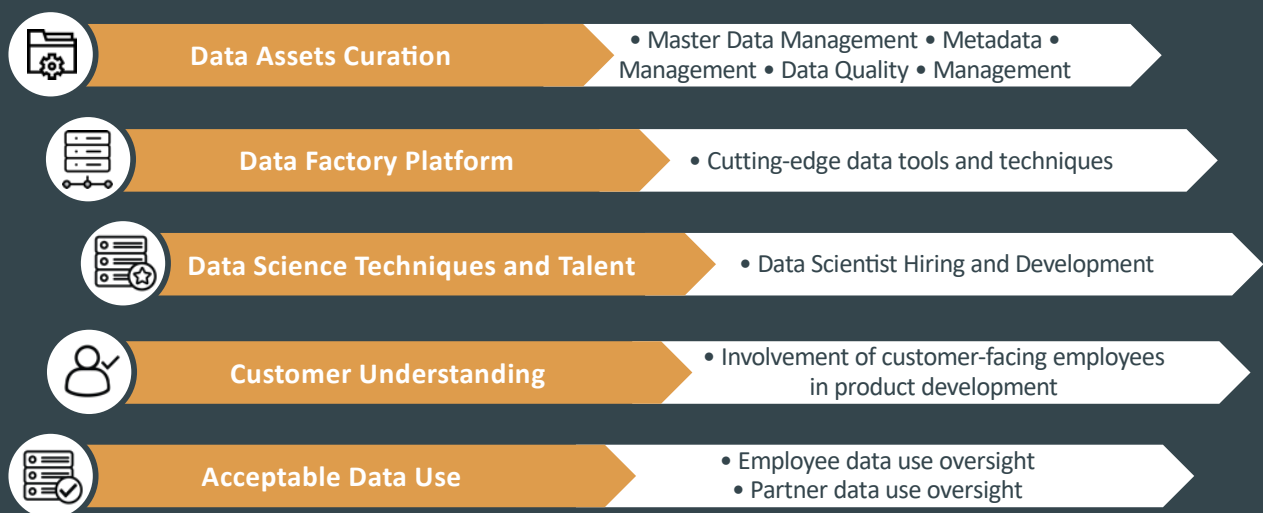 Data Assets Curation
• Master Data Management • Metadata •
Management • Data Quality • Management
Data Factory Platform
• Cutting-edge data tools and techniques
Data Science Techniques and Talent
• Data Scientist Hiring and Development
Customer Understanding
• Involvement of customer-facing employees
in product development
Acceptable Data Use
• Employee data use oversight
• Partner data use oversight